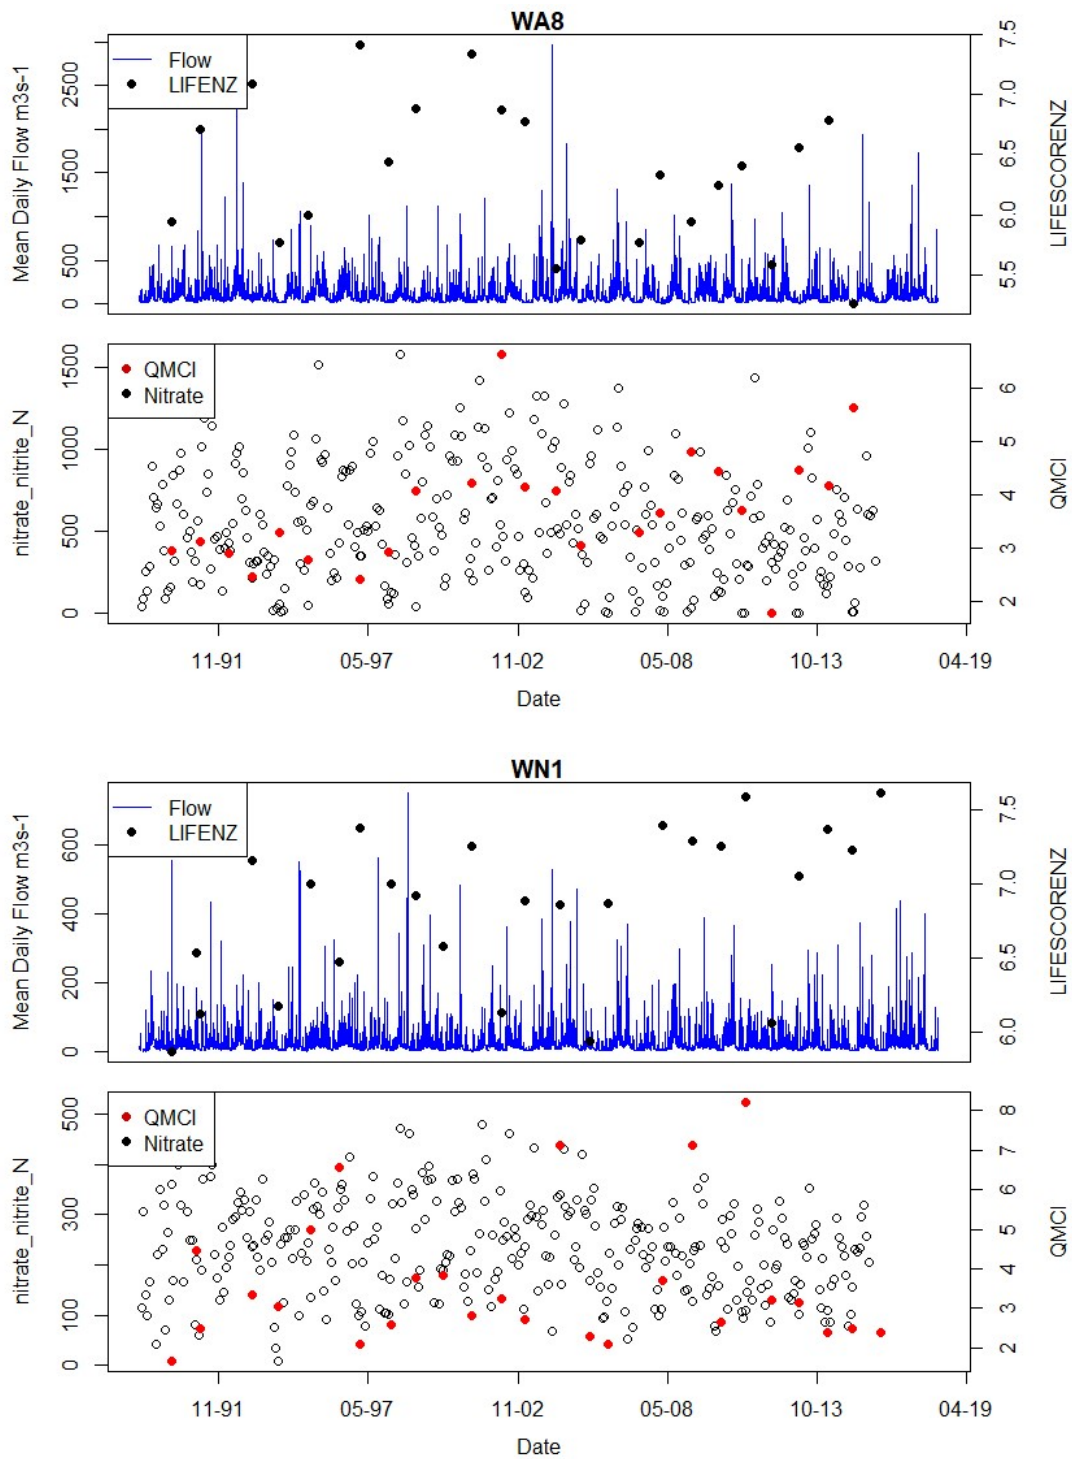 WA8
Flow
LIFENZ
Mean Daily Flow m3s-1
0
500
1500
2500
5.5
6.0
6.5
7.0
7.5
LIFESCORENZ
QMCI
Nitrate
nitrate_nitrite_N
0
500
1000
1500
2
3
4
5
6
QMCI
11-91 05-97 11-02 05-08 10-13 04-19
Date
WN1
Flow
LIFENZ
Mean Daily Flow m3s-1
0
200
400
600
6.0
6.5
7.0
7.5
LIFESCORENZ
QMCI
Nitrate
nitrate_nitrite_N
0
100
300
500
2
3
4
5
6
7
8
QMCI
11-91 05-97 11-02 05-08 10-13 04-19
Date